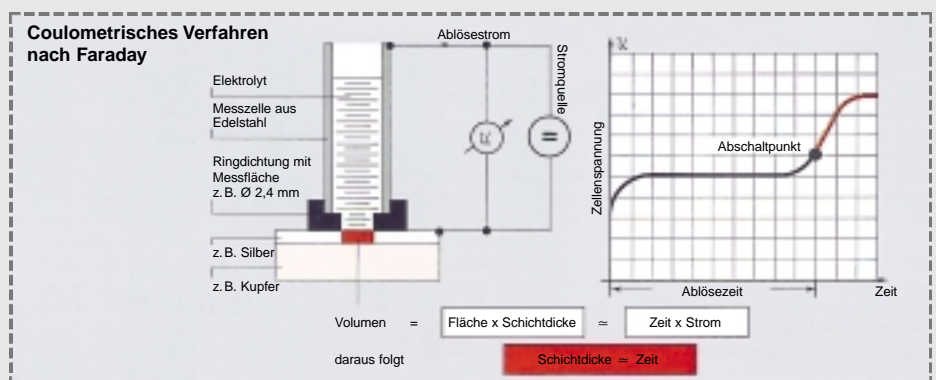 Coulometrisches Verfahren
nach Faraday
Ablösestrom
Stromquelle
Elektrolyt
Messzelle aus
Edelstahl
Ringdichtung mit
Messfläche
z.B. Ø 2,4 mm
z.B. Silber
z.B. Kupfer
=
Zellenspannung
Abschaltpunkt
Ablösezeit
Zeit
Volumen = Fläche x Schichtdicke ≃ Zeit x Strom
daraus folgt Schichtdicke ≃ Zeit